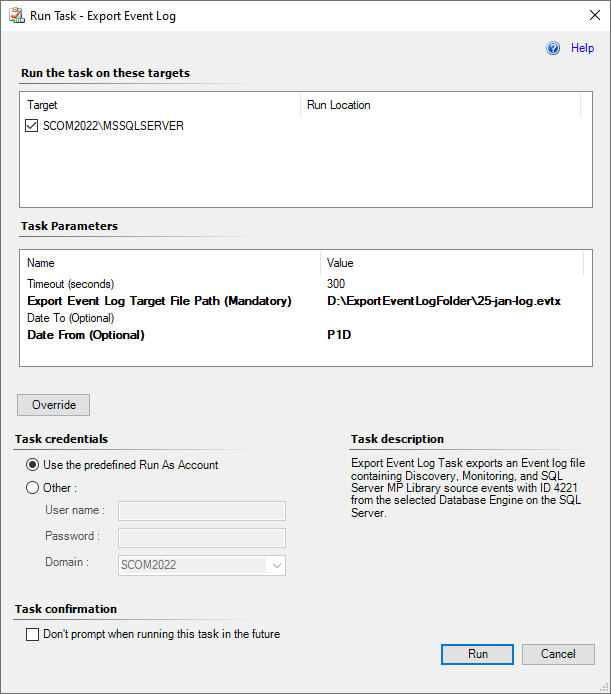 Run Task - Export Event Log
Help
Run the task on these targets
Target Run Location
SCOM2022\MSSQLSERVER
Task Parameters
Name Value
Timeout (seconds) 300
Export Event Log Target File Path (Mandatory) D:\ExportEventLogFolder\25-jan-log.evtx
Date To (Optional)
Date From (Optional) P1D
Override
Task credentials
Use the predefined Run As Account
Other :
User name :
Password :
Domain : SCOM2022
Task description
Export Event Log Task exports an Event log file
containing Discovery, Monitoring, and SQL
Server MP Library source events with ID 4221
from the selected Database Engine on the SQL
Server.
Task confirmation
Don't prompt when running this task in the future
Run Cancel